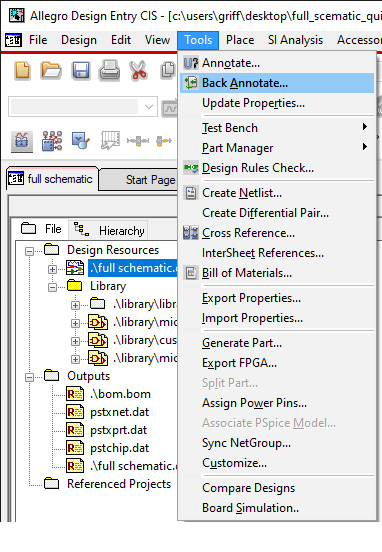 Allegro Design Entry CIS - [c:\users\griff\desktop\full_scematic_qui
File Design Edit View Tools Place SI Analysis Accessor
full schematic Start Page
File Hierarchy
Design Resources
.\full schematic.
Library
.\library\libr
.\library\mic
.\library\cus
.\library\mic
Outputs
.\bom.bom
pstxnet.dat
pstxprt.dat
pstchip.dat
.\full schematic.
Referenced Projects
Annotate...
Back Annotate...
Update Properties...
Test Bench
Part Manager
Design Rules Check...
Create Netlist...
Create Differential Pair...
Cross Reference...
InterSheet References...
Bill of Materials...
Export Properties...
Import Properties...
Generate Part...
Export FPGA...
Split Part...
Assign Power Pins...
Associate PSpice Model...
Sync NetGroup...
Customize...
Compare Designs
Board Simulation...